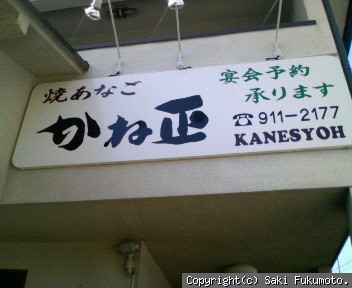 焼あなご
かね正
宴会予約
承ります
☎911-2177
KANESYOH
Copyright(c) Saki Fukumoto.